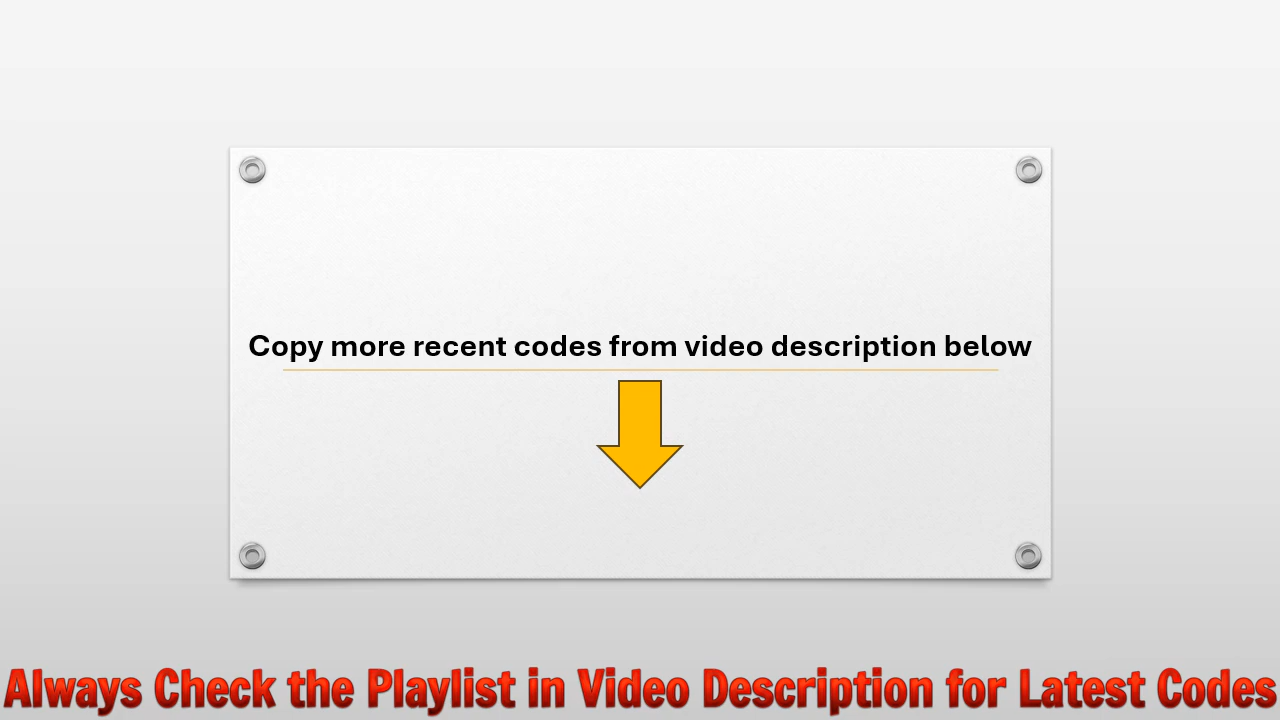 Copy more recent codes from video description below
Always Check the Playlist in Video Description for Latest Codes